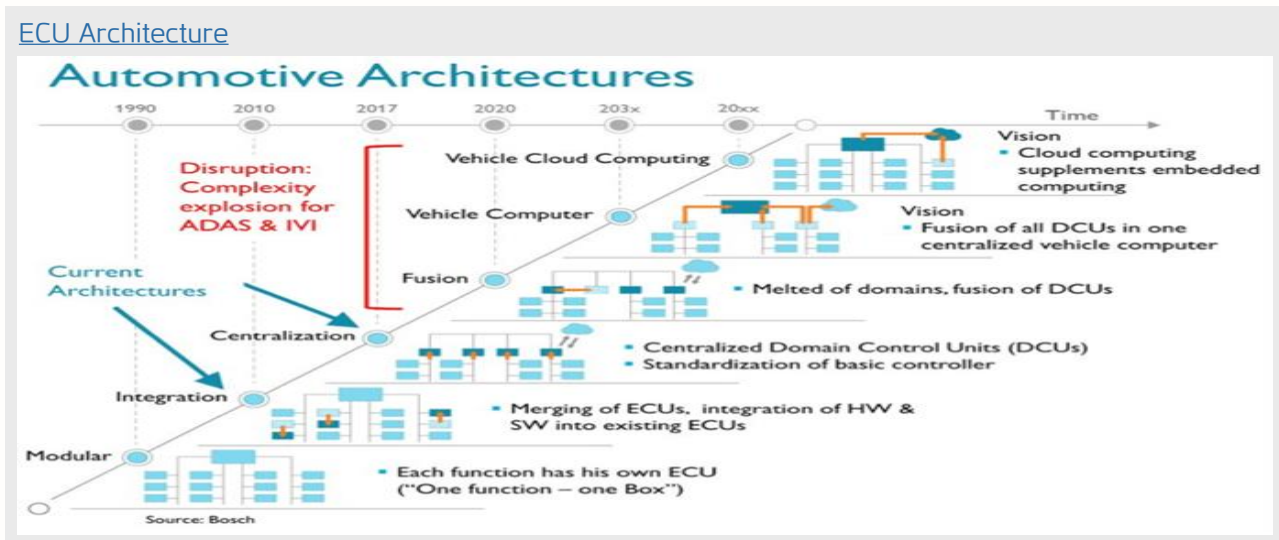 ECU Architecture
Automotive Architectures
1990
2010
2017
2020
203x
20xx
Time
Disruption:
Complexity
explosion for
ADAS & IVI
Current
Architectures
Vehicle Cloud Computing
Vision
Cloud computing
supplements embedded
computing
Vehicle Computer
Vision
Fusion of all DCUs in one
centralized vehicle computer
Fusion
Melted of domains, fusion of DCUs
Centralization
Centralized Domain Control Units (DCUs)
Standardization of basic controller
Integration
Merging of ECUs, integration of HW &
SW into existing ECUs
Modular
Each function has his own ECU
("One function – one Box")
Source: Bosch